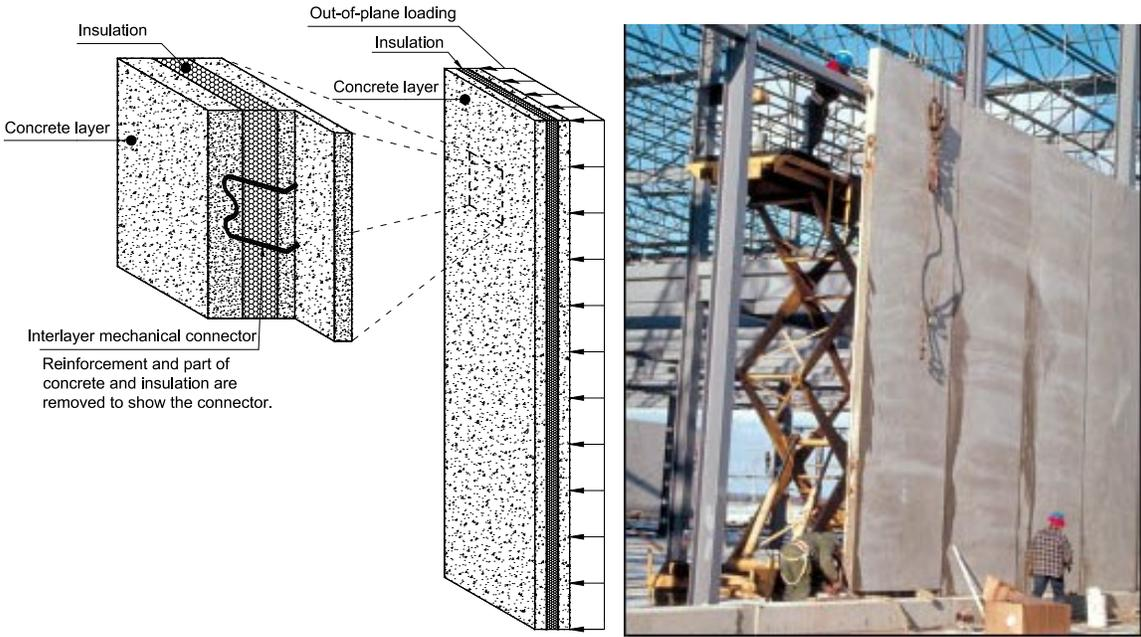 Insulation
Concrete layer
Interlayer mechanical connector
Reinforcement and part of
concrete and insulation are
removed to show the connector.
Out-of-plane loading
Insulation
Concrete layer